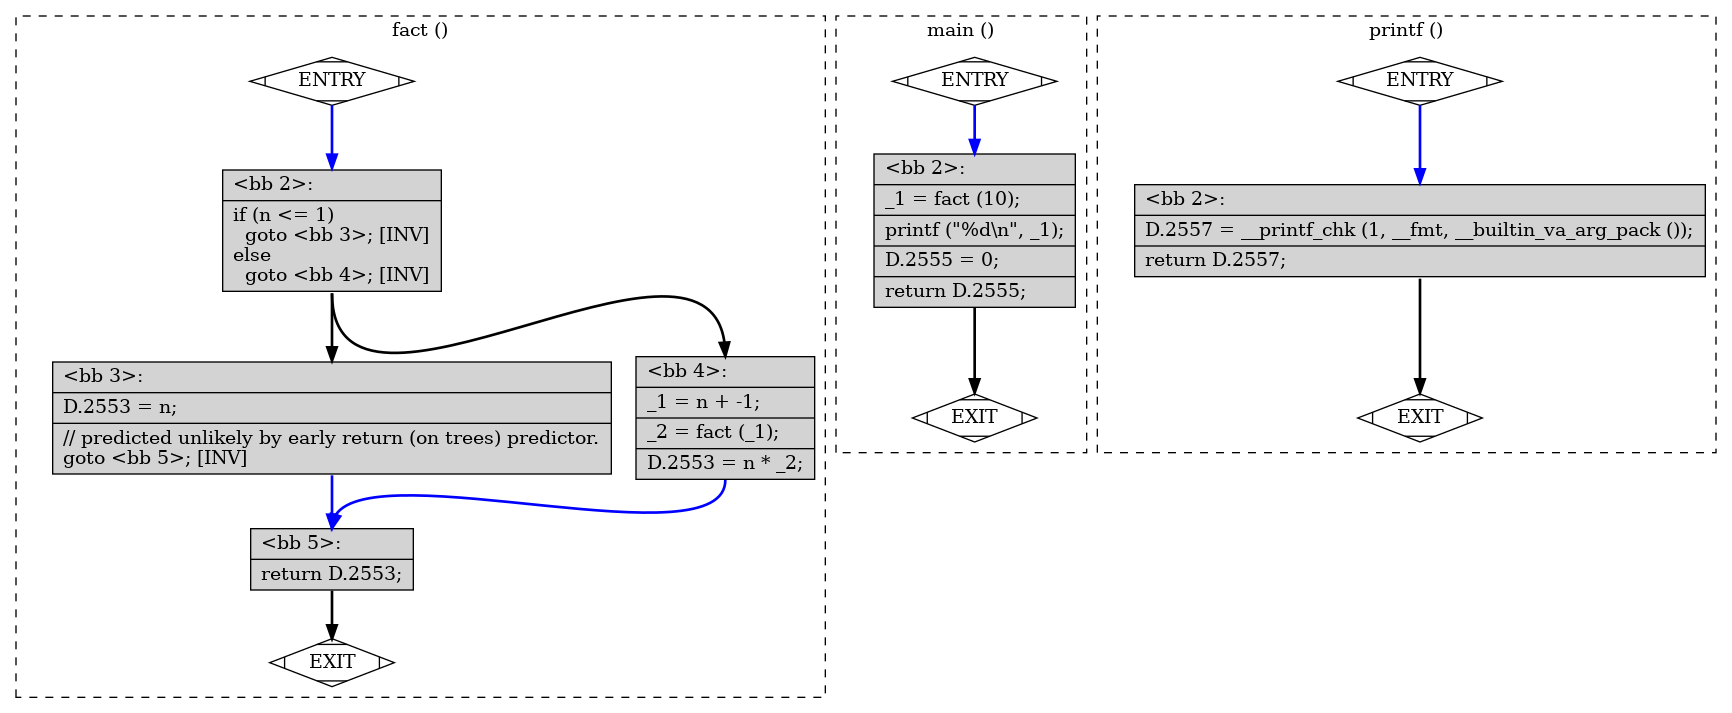 fact ()
ENTRY
<bb 2>:
if (n <= 1)
  goto <bb 3>; [INV]
else
  goto <bb 4>; [INV]
<bb 3>:
D.2553 = n;
// predicted unlikely by early return (on trees) predictor.
goto <bb 5>; [INV]
<bb 4>:
_1 = n + -1;
_2 = fact (_1);
D.2553 = n * _2;
<bb 5>:
return D.2553;
EXIT
main ()
ENTRY
<bb 2>:
_1 = fact (10);
printf ("%d\n", _1);
D.2555 = 0;
return D.2555;
EXIT
printf ()
ENTRY
<bb 2>:
D.2557 = __printf_chk (1, __fmt, __builtin_va_arg_pack ());
return D.2557;
EXIT